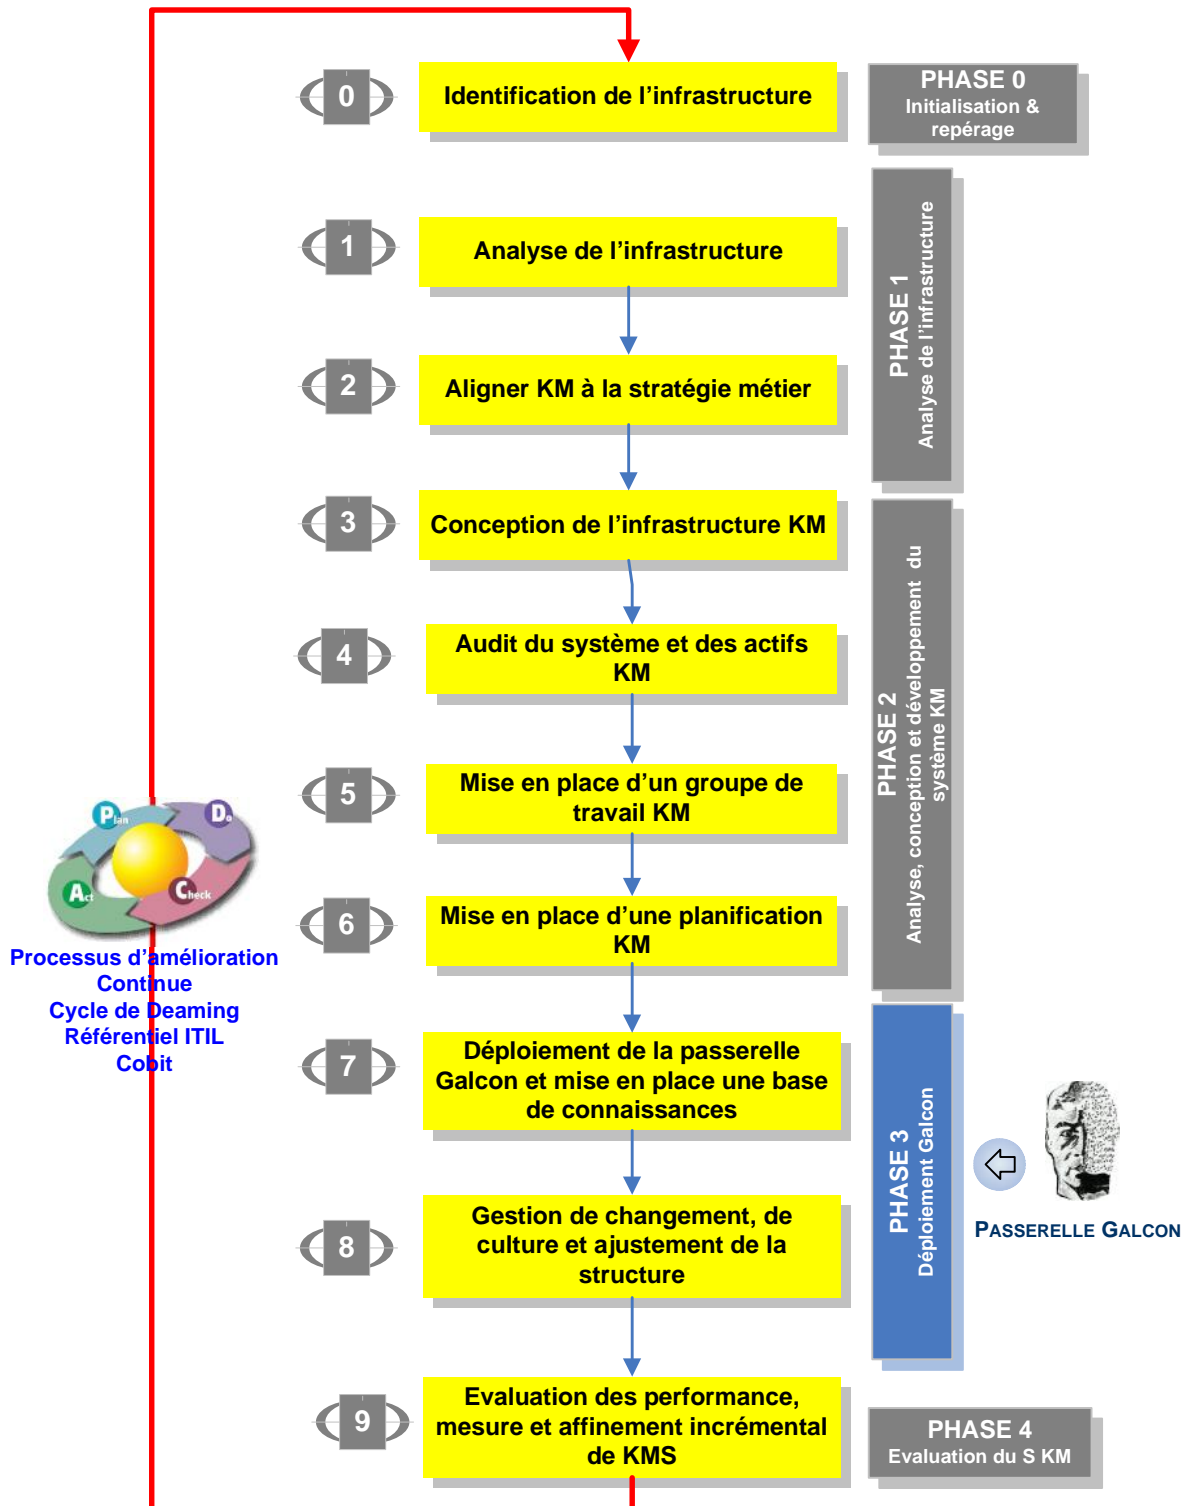 0
Identification de l’infrastructure
PHASE 0
Initialisation &
repérage
1
Analyse de l’infrastructure
2
Aligner KM à la stratégie métier
PHASE 1
Analyse de l’infrastructure
3
Conception de l’infrastructure KM
4
Audit du système et des actifs
KM
5
Mise en place d’un groupe de
travail KM
6
Mise en place d’une planification
KM
PHASE 2
Analyse, conception et développement du
système KM
Plan
Do
Act
Check
Processus d’amélioration
Continue
Cycle de Deaming
Référentiel ITIL
Cobit
7
Déploiement de la passerelle
Galcon et mise en place une base
de connaissances
8
Gestion de changement, de
culture et ajustement de la
structure
PHASE 3
Déploiement Galcon
PASSERELLE GALCON
9
Evaluation des performance,
mesure et affinement incrémental
de KMS
PHASE 4
Evaluation du S KM